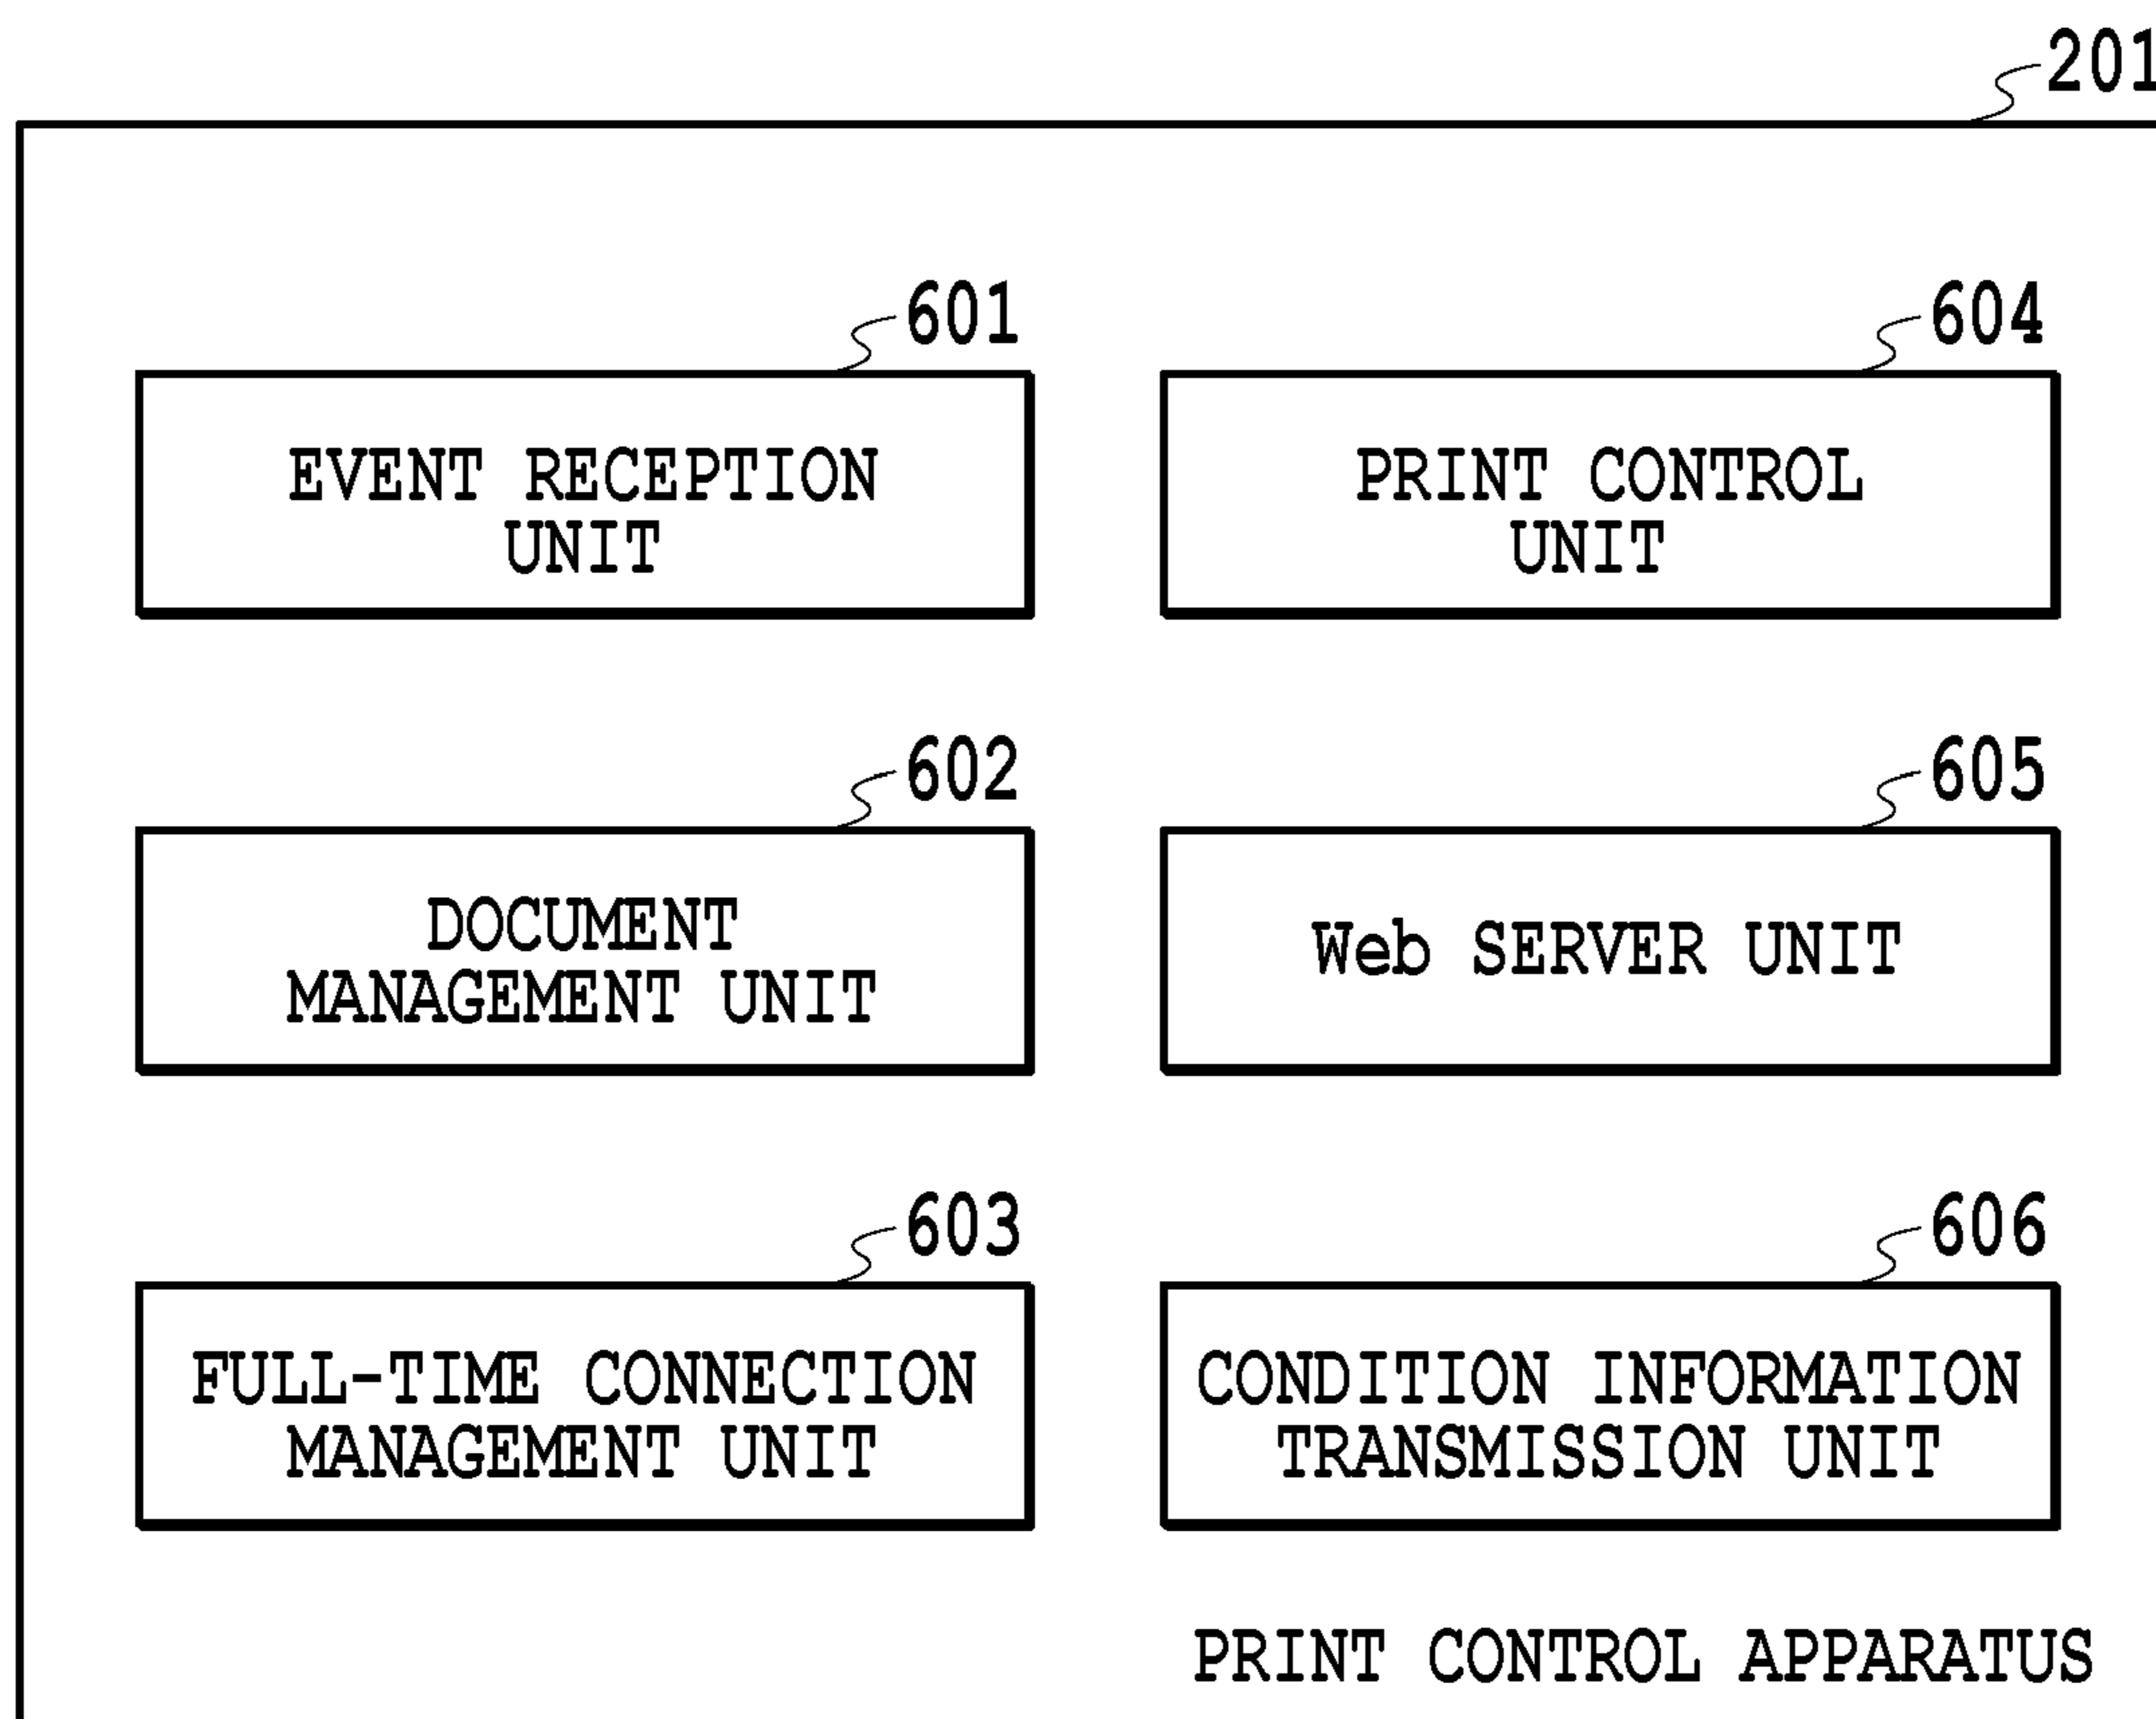 201
601
EVENT RECEPTION
UNIT
604
PRINT CONTROL
UNIT
602
DOCUMENT
MANAGEMENT UNIT
605
Web SERVER UNIT
603
FULL-TIME CONNECTION
MANAGEMENT UNIT
606
CONDITION INFORMATION
TRANSMISSION UNIT
PRINT CONTROL APPARATUS